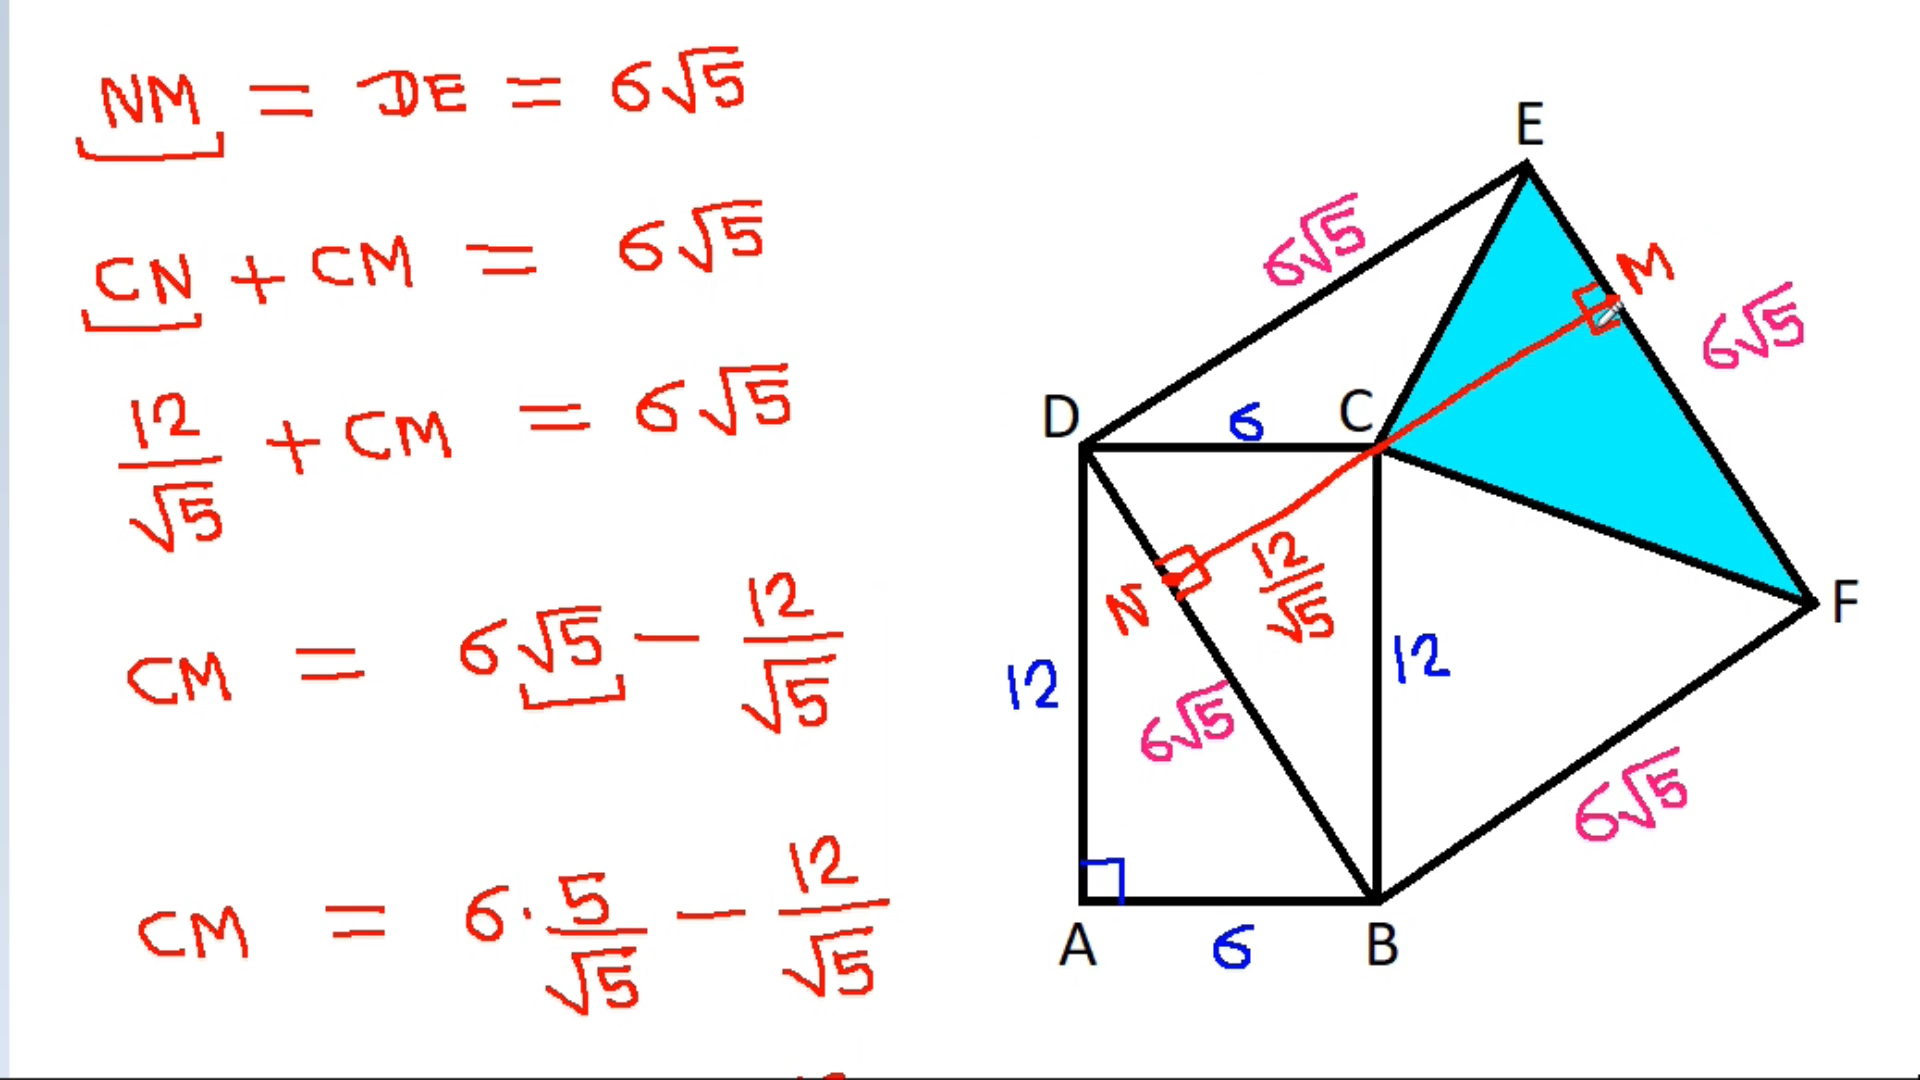 NM = DE = 6√5
CN + CM = 6√5
12/√5 + CM = 6√5
CM = 6√5 − 12/√5
CM = 6·5/√5 − 12/√5
E
6√5
M
6√5
D
6
C
N
12/√5
F
12
12
6√5
6√5
A
6
B